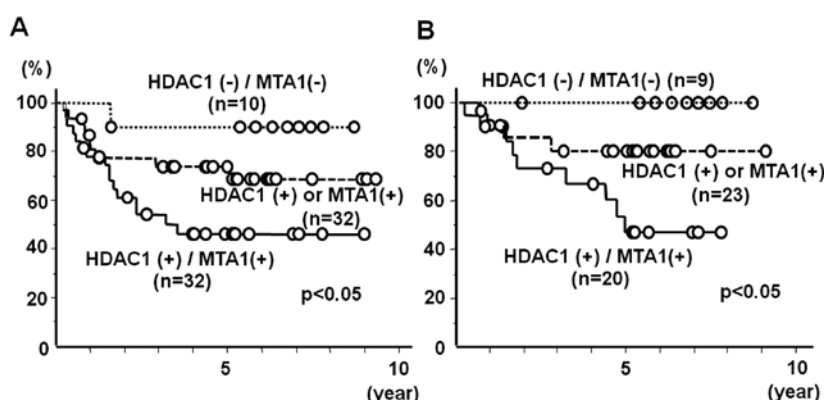 A
(%)
HDAC1 (-) / MTA1(-)
(n=10)
100
80
60
40
20
0
HDAC1 (+) or MTA1(+)
(n=32)
HDAC1 (+) / MTA1(+)
(n=32)
p<0.05
5
10
(year)
B
(%)
HDAC1 (-) / MTA1(-) (n=9)
100
80
60
40
20
0
HDAC1 (+) or MTA1(+)
(n=23)
HDAC1 (+) / MTA1(+)
(n=20)
p<0.05
5
10
(year)